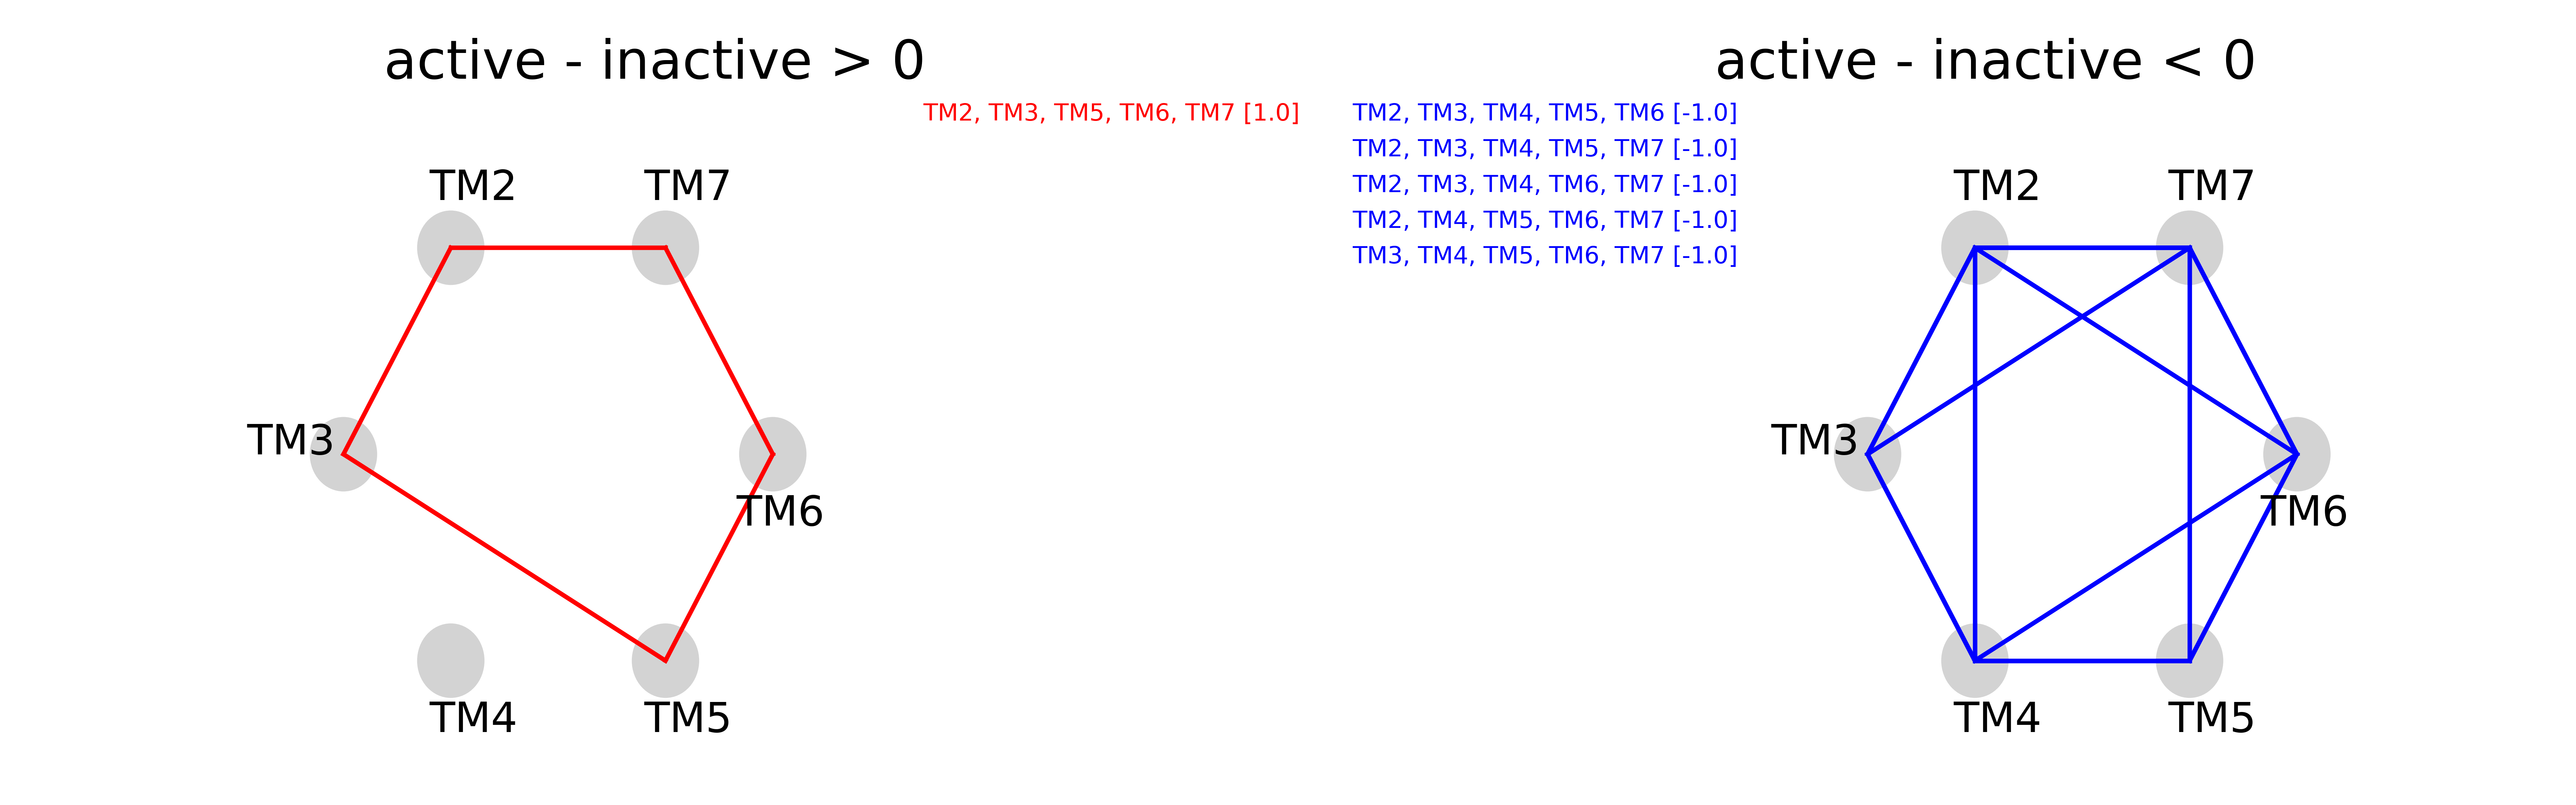 active - inactive > 0
TM2, TM3, TM5, TM6, TM7 [1.0]
TM2
TM7
TM3
TM6
TM4
TM5
active - inactive < 0
TM2, TM3, TM4, TM5, TM6 [-1.0]
TM2, TM3, TM4, TM5, TM7 [-1.0]
TM2, TM3, TM4, TM6, TM7 [-1.0]
TM2, TM4, TM5, TM6, TM7 [-1.0]
TM3, TM4, TM5, TM6, TM7 [-1.0]
TM2
TM7
TM3
TM6
TM4
TM5